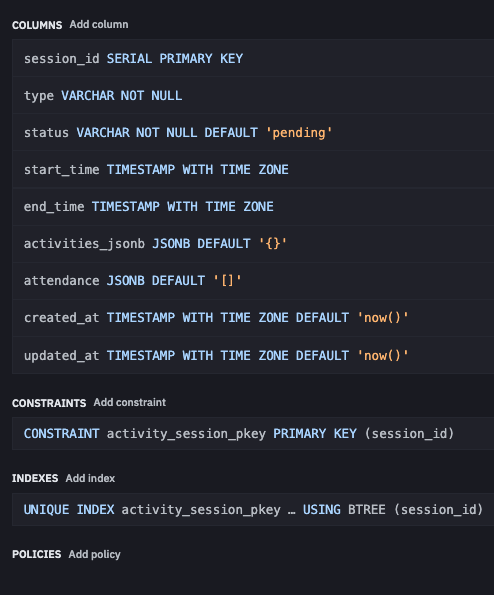 COLUMNS Add column
session_id SERIAL PRIMARY KEY
type VARCHAR NOT NULL
status VARCHAR NOT NULL DEFAULT 'pending'
start_time TIMESTAMP WITH TIME ZONE
end_time TIMESTAMP WITH TIME ZONE
activities_jsonb JSONB DEFAULT '{}'
attendance JSONB DEFAULT '[]'
created_at TIMESTAMP WITH TIME ZONE DEFAULT 'now()'
updated_at TIMESTAMP WITH TIME ZONE DEFAULT 'now()'
CONSTRAINTS Add constraint
CONSTRAINT activity_session_pkey PRIMARY KEY (session_id)
INDEXES Add index
UNIQUE INDEX activity_session_pkey … USING BTREE (session_id)
POLICIES Add policy